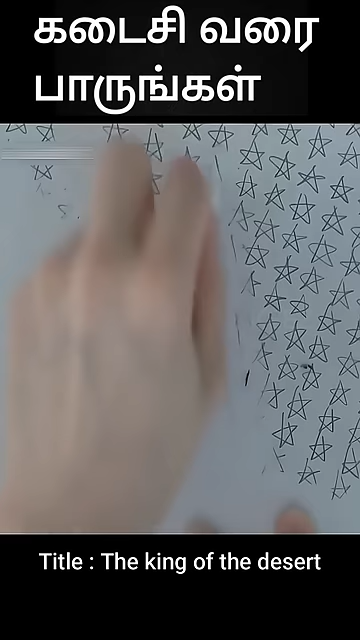 கடைசி வரை
பாருங்கள்
Title : The king of the desert